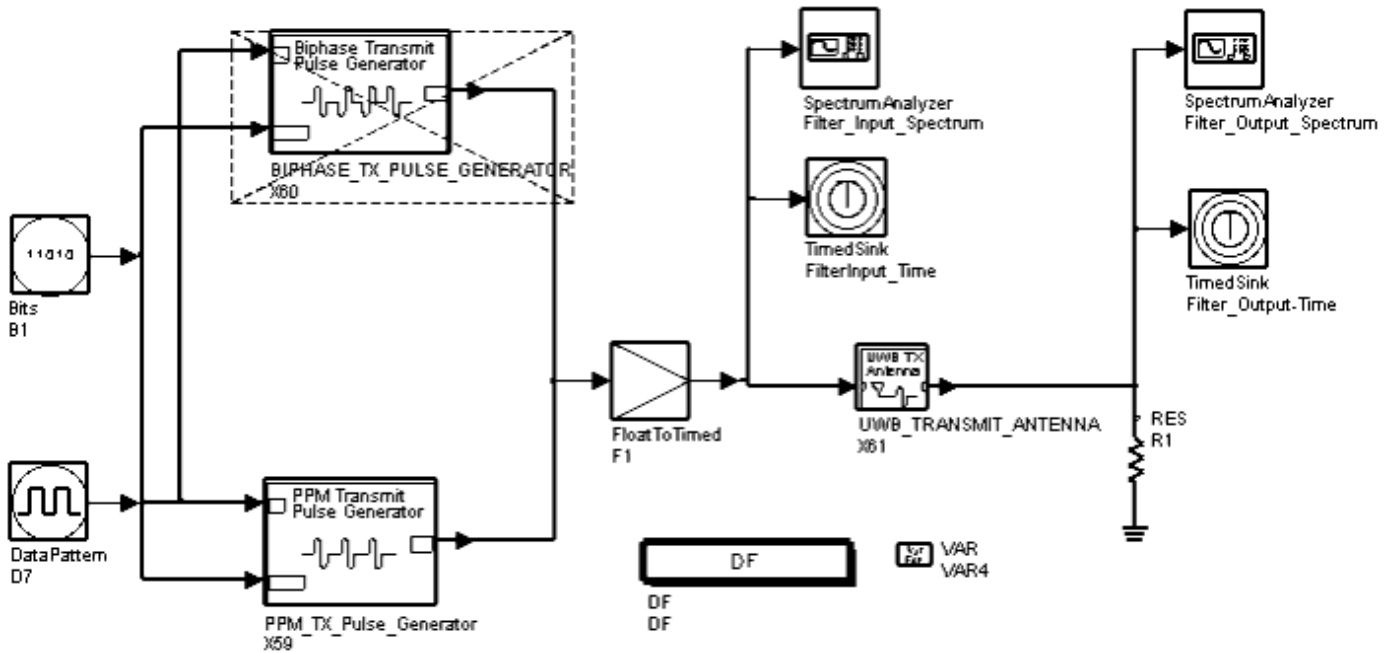 Biphase Transmit
Pulse Generator
BIPHASE_TX_PULSE_GENERATOR
X60
SpectrumAnalyzer
Filter_Input_Spectrum
SpectrumAnalyzer
Filter_Output_Spectrum
TimedSink
FilterInput_Time
TimedSink
Filter_Output-Time
11010
Bits
B1
FloatToTimed
F1
UWB TX
Antenna
UWB_TRANSMIT_ANTENNA
X61
RES
R1
DataPattern
D7
PPM Transmit
Pulse Generator
PPM_TX_Pulse_Generator
X59
DF
DF
DF
Var
Eqn
VAR
VAR4